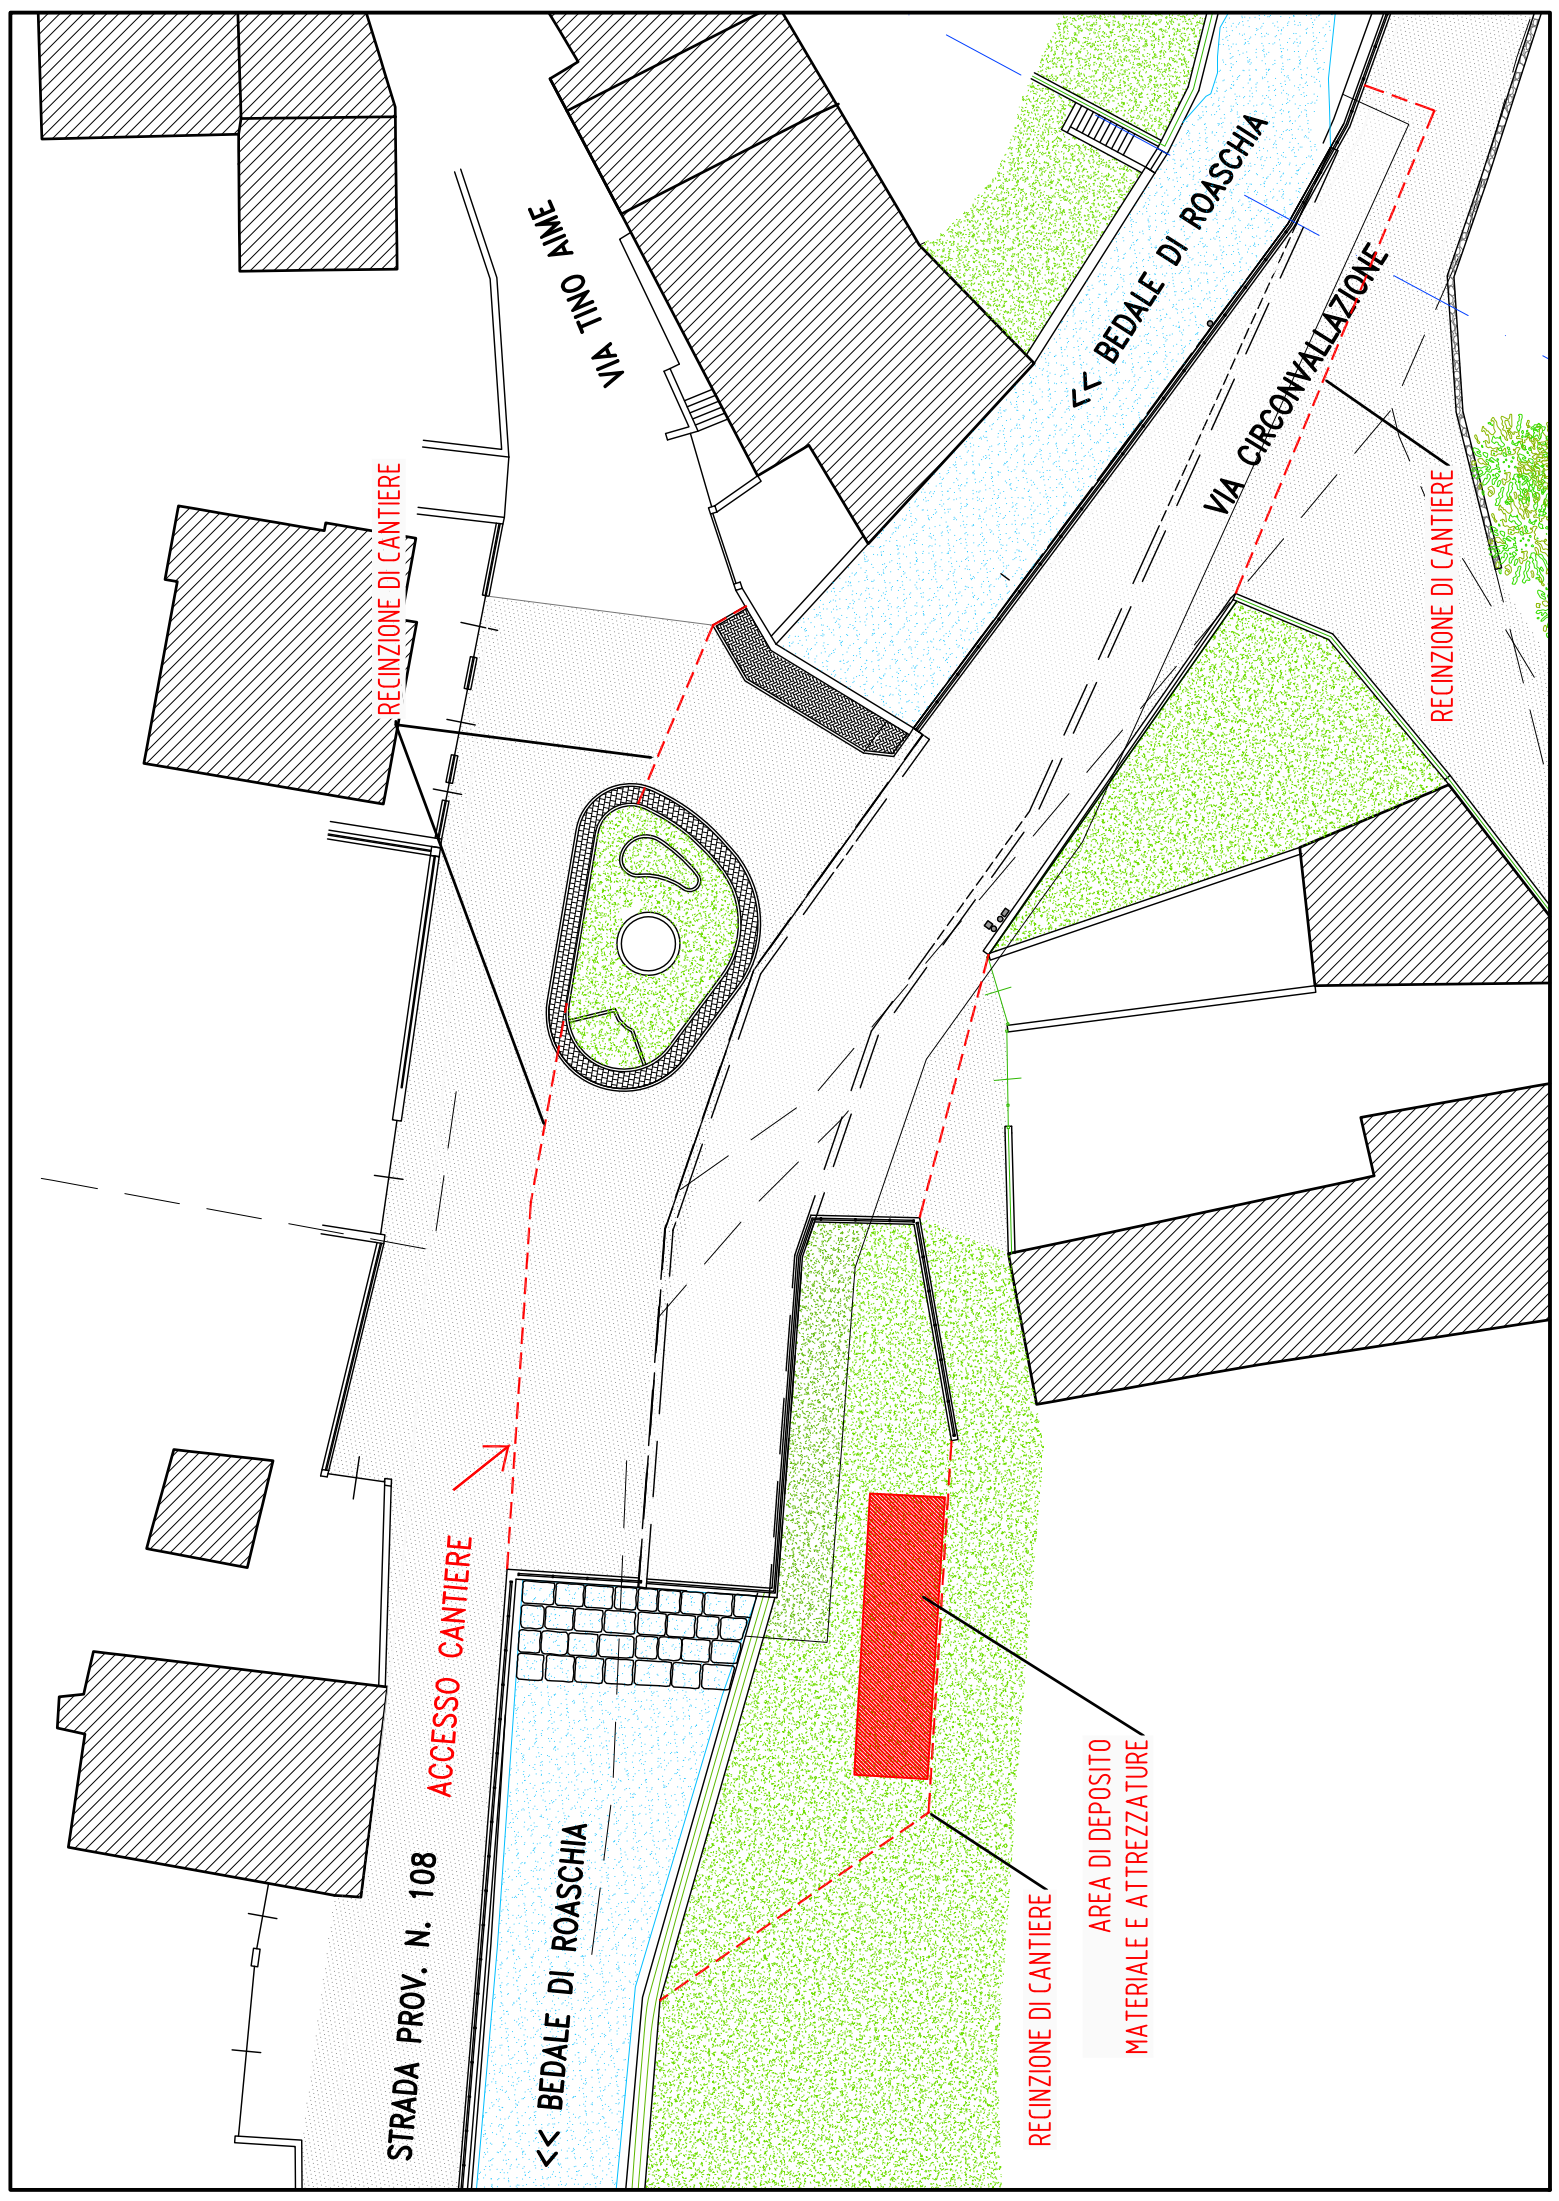 VIA TINO AIME
<< BEDALE DI ROASCHIA
VIA CIRCONVALLAZIONE
RECINZIONE DI CANTIERE
RECINZIONE DI CANTIERE
ACCESSO CANTIERE
STRADA PROV. N. 108
<< BEDALE DI ROASCHIA
RECINZIONE DI CANTIERE
AREA DI DEPOSITO
MATERIALE E ATTREZZATURE